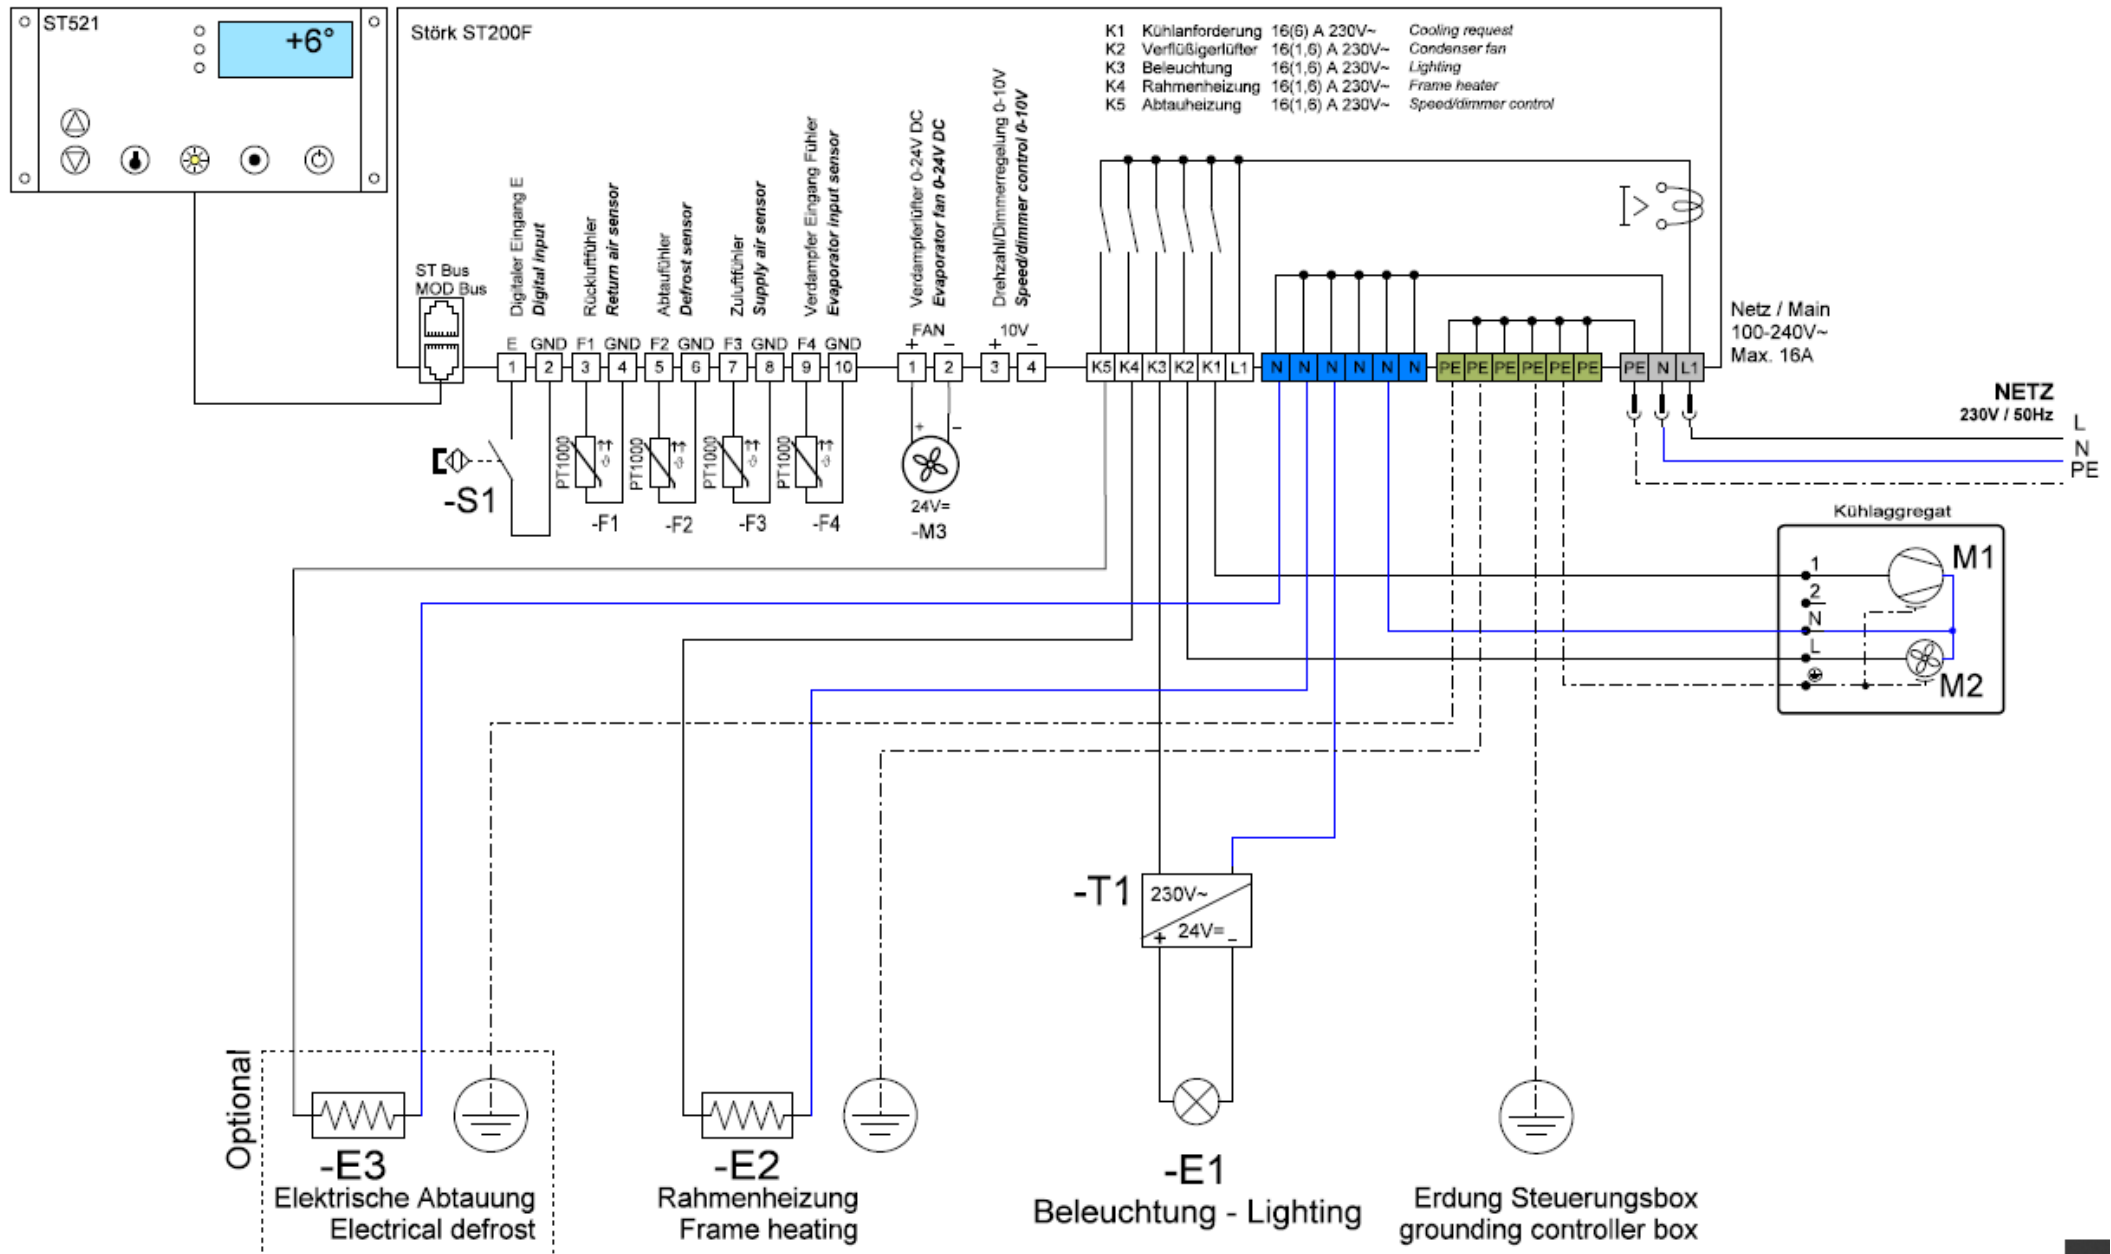 ST521
+6°
Störk ST200F
K1 Kühlanforderung 16(6) A 230V~ Cooling request
K2 Verflüßigerlüfter 16(1,6) A 230V~ Condenser fan
K3 Beleuchtung 16(1,6) A 230V~ Lighting
K4 Rahmenheizung 16(1,6) A 230V~ Frame heater
K5 Abtauheizung 16(1,6) A 230V~ Speed/dimmer control
ST Bus
MOD Bus
Digitaler Eingang E
Digital input
Rücklufttfühler
Return air sensor
Abtaufühler
Defrost sensor
Zuluftfühler
Supply air sensor
Verdampfer Eingang Fühler
Evaporator input sensor
Verdampferlüfter 0-24V DC
Evaporator fan 0-24V DC
Drehzahl/Dimmerregelung 0-10V
Speed/dimmer control 0-10V
E GND F1 GND F2 GND F3 GND F4 GND
+ FAN -
+ 10V -
1 2 3 4 5 6 7 8 9 10 1 2 3 4 K5 K4 K3 K2 K1 L1 N N N N N N PE PE PE PE PE PE PE N L1
Netz / Main
100-240V~
Max. 16A
NETZ
230V / 50Hz
L
N
PE
-S1
PT1000
PT1000
PT1000
PT1000
ϑ
ϑ
ϑ
ϑ
-F1
-F2
-F3
-F4
+ -
24V=
-M3
Kühlaggregat
1
2
N
L
M1
M2
-T1
230V~
+ 24V= -
Optional
-E3
Elektrische Abtauung
Electrical defrost
-E2
Rahmenheizung
Frame heating
-E1
Beleuchtung - Lighting
Erdung Steuerungsbox
grounding controller box